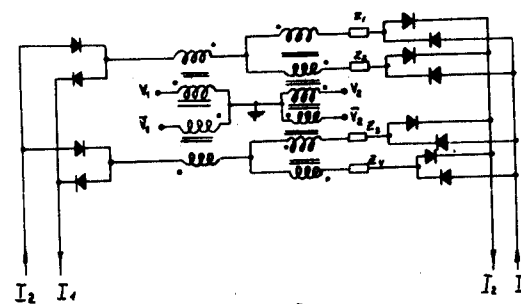 Z₁
Z₂
V₁
V₂
V̄₁
V̄₂
Z₃
Z₄
I₂ I₁ I₂ I